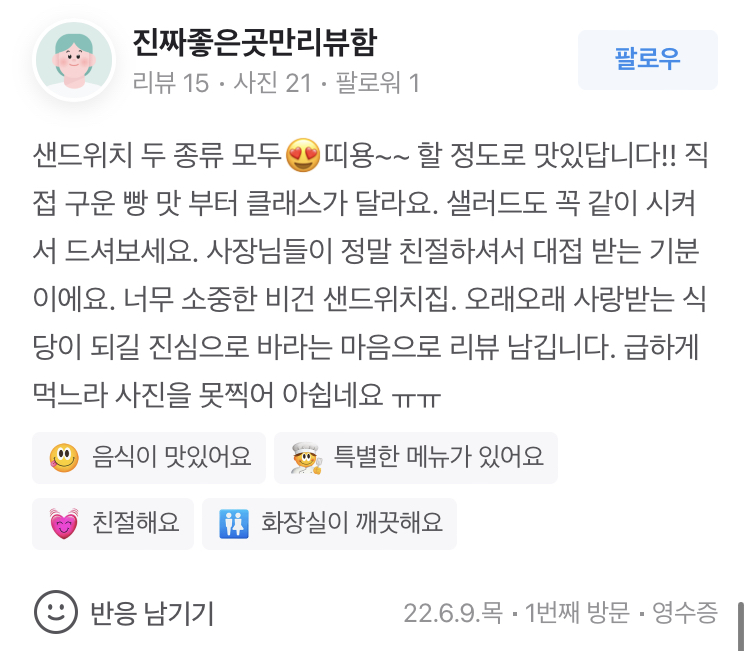 진짜좋은곳만리뷰함
리뷰 15 · 사진 21 · 팔로워 1
팔로우
샌드위치 두 종류 모두😍띠용~~ 할 정도로 맛있답니다!! 직
접 구운 빵 맛 부터 클래스가 달라요. 샐러드도 꼭 같이 시켜
서 드셔보세요. 사장님들이 정말 친절하셔서 대접 받는 기분
이에요. 너무 소중한 비건 샌드위치집. 오래오래 사랑받는 식
당이 되길 진심으로 바라는 마음으로 리뷰 남깁니다. 급하게
먹느라 사진을 못찍어 아쉽네요 ㅠㅠ
음식이 맛있어요
특별한 메뉴가 있어요
친절해요
화장실이 깨끗해요
반응 남기기
22.6.9.목 · 1번째 방문 · 영수증